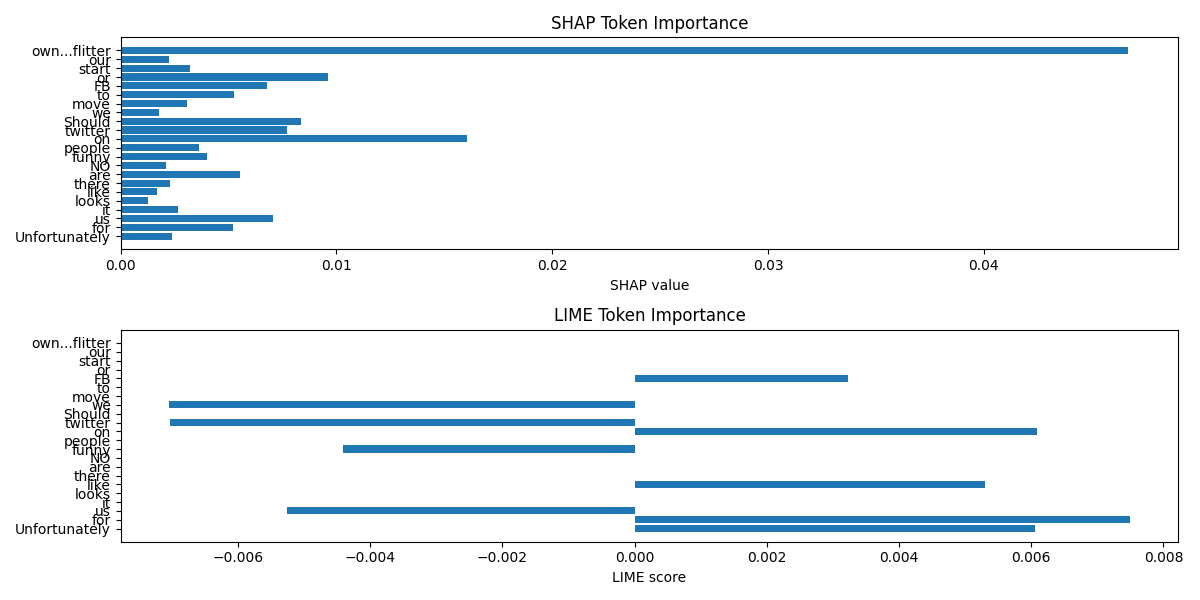 SHAP Token Importance
own...flitter
our
start
or
FB
to
move
we
Should
twitter
on
people
funny
NO
are
there
like
looks
it
us
for
Unfortunately
0.00 0.01 0.02 0.03 0.04
SHAP value
LIME Token Importance
own...flitter
our
start
or
FB
to
move
we
Should
twitter
on
people
funny
NO
are
there
like
looks
it
us
for
Unfortunately
−0.006 −0.004 −0.002 0.000 0.002 0.004 0.006 0.008
LIME score